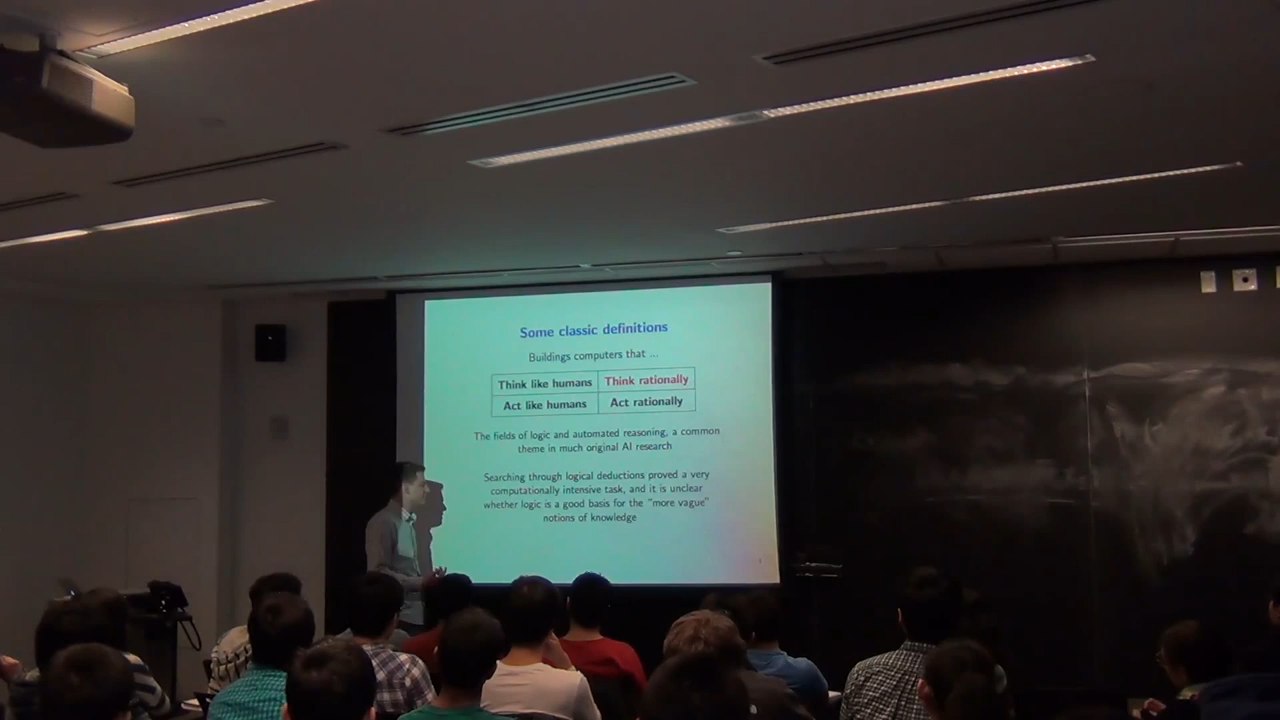 Some classic definitions
Buildings computers that ...
Think like humans Think rationally
Act like humans Act rationally
The fields of logic and automated reasoning, a common
theme in much original AI research
Searching through logical deductions proved a very
computationally intensive task, and it is unclear
whether logic is a good basis for the "more vague"
notions of knowledge